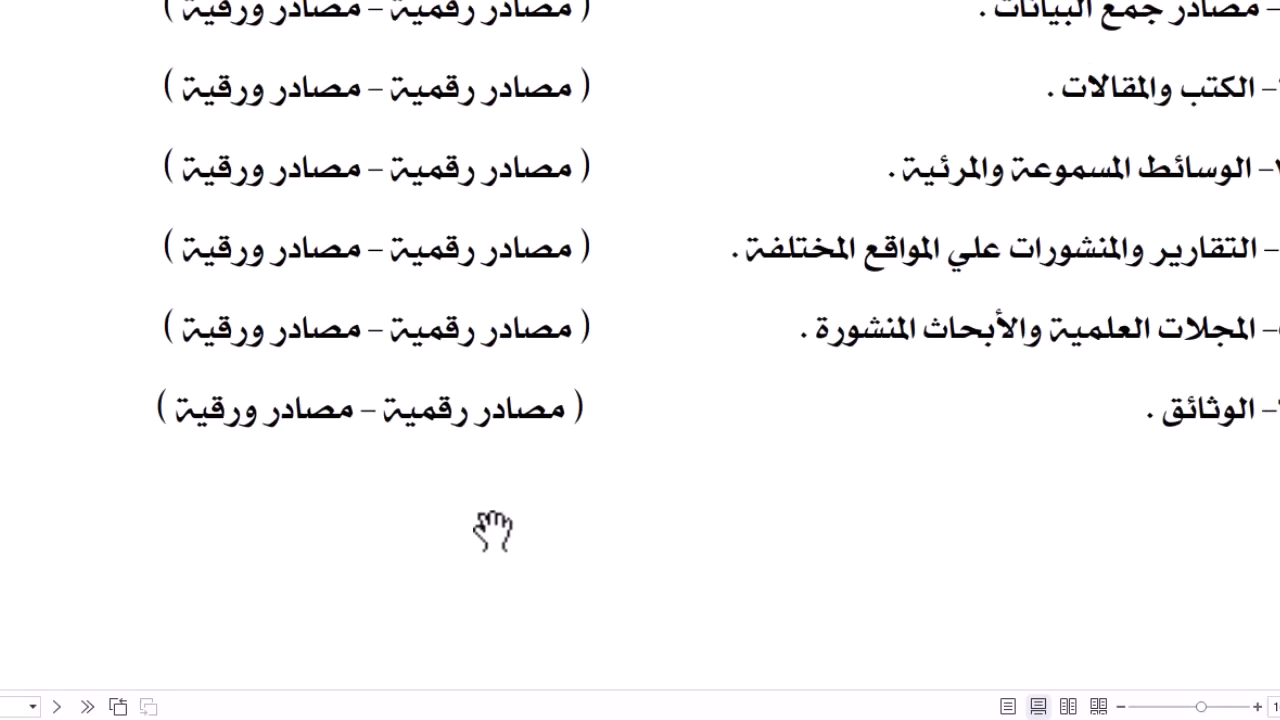 – مصادر جمع البيانات . ( مصادر رقمية – مصادر ورقية )
– الكتب والمقالات . ( مصادر رقمية – مصادر ورقية )
– الوسائط المسموعة والمرئية . ( مصادر رقمية – مصادر ورقية )
– التقارير والمنشورات علي المواقع المختلفة . ( مصادر رقمية – مصادر ورقية )
– المجلات العلمية والأبحاث المنشورة . ( مصادر رقمية – مصادر ورقية )
– الوثائق . ( مصادر رقمية – مصادر ورقية )